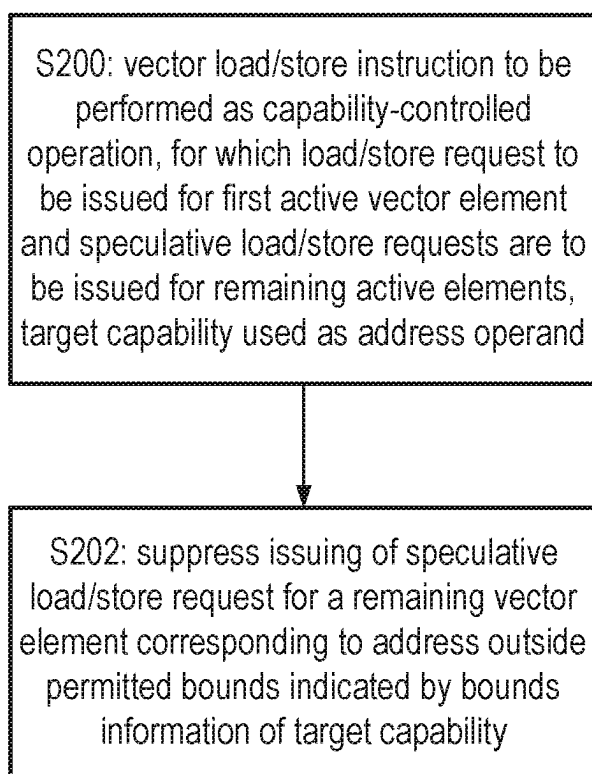 S200: vector load/store instruction to be
performed as capability-controlled
operation, for which load/store request to
be issued for first active vector element
and speculative load/store requests are to
be issued for remaining active elements,
target capability used as address operand
S202: suppress issuing of speculative
load/store request for a remaining vector
element corresponding to address outside
permitted bounds indicated by bounds
information of target capability